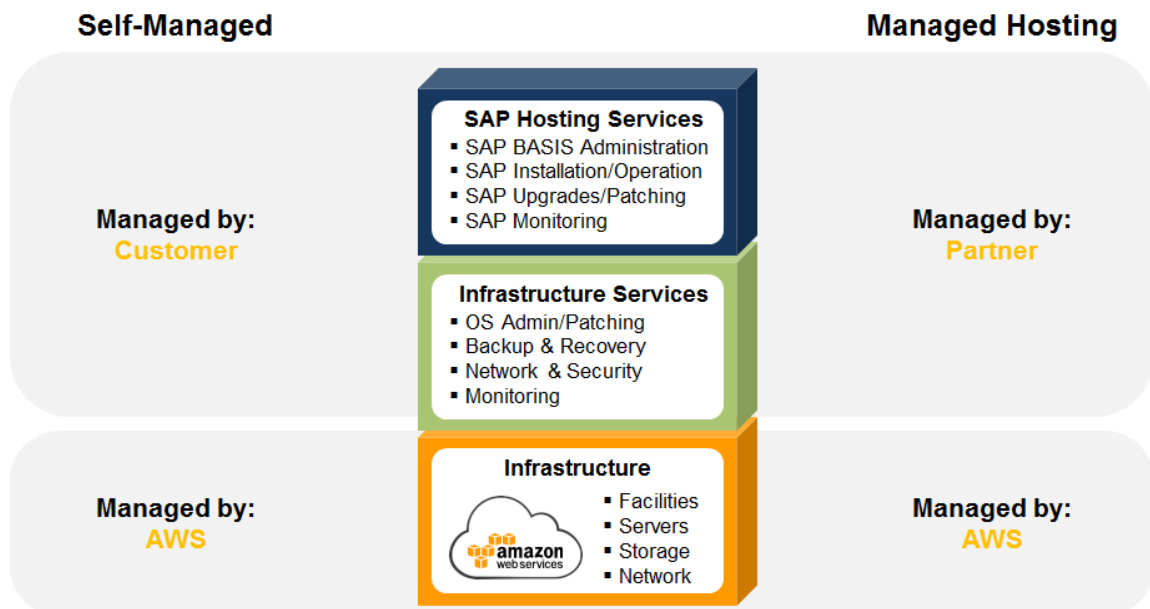 Self-Managed
Managed Hosting
SAP Hosting Services
▪ SAP BASIS Administration
▪ SAP Installation/Operation
▪ SAP Upgrades/Patching
▪ SAP Monitoring
Managed by:
Customer
Managed by:
Partner
Infrastructure Services
▪ OS Admin/Patching
▪ Backup & Recovery
▪ Network & Security
▪ Monitoring
Infrastructure
▪ Facilities
▪ Servers
▪ Storage
▪ Network
amazon
web services
Managed by:
AWS
Managed by:
AWS